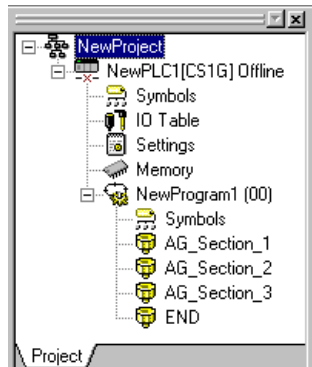 NewProject
NewPLC1[CS1G] Offline
Symbols
IO Table
Settings
Memory
NewProgram1 (00)
Symbols
AG_Section_1
AG_Section_2
AG_Section_3
END
Project